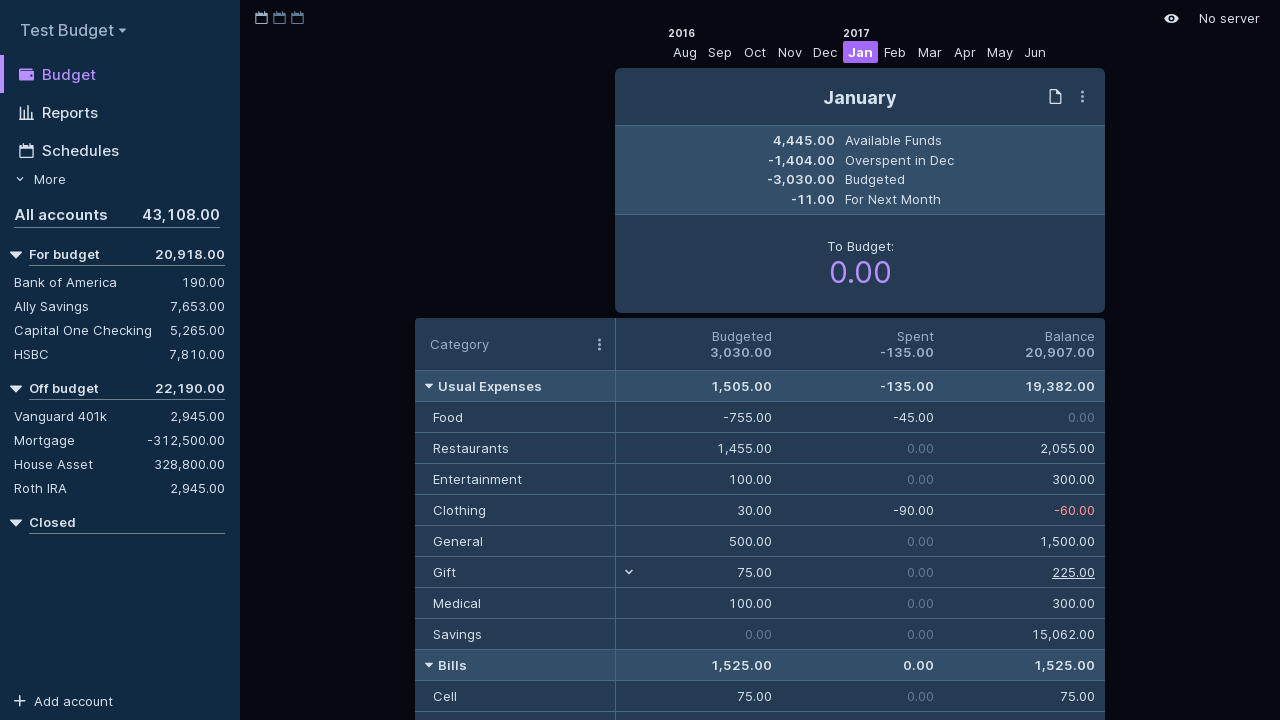 Test Budget
Budget
Reports
Schedules
More
All accounts 43,108.00
For budget 20,918.00
Bank of America 190.00
Ally Savings 7,653.00
Capital One Checking 5,265.00
HSBC 7,810.00
Off budget 22,190.00
Vanguard 401k 2,945.00
Mortgage -312,500.00
House Asset 328,800.00
Roth IRA 2,945.00
Closed
Add account
No server
2016 2017
Aug Sep Oct Nov Dec Jan Feb Mar Apr May Jun
January
4,445.00 Available Funds
-1,404.00 Overspent in Dec
-3,030.00 Budgeted
-11.00 For Next Month
To Budget:
0.00
Category Budgeted Spent Balance
3,030.00 -135.00 20,907.00
Usual Expenses 1,505.00 -135.00 19,382.00
Food -755.00 -45.00 0.00
Restaurants 1,455.00 0.00 2,055.00
Entertainment 100.00 0.00 300.00
Clothing 30.00 -90.00 -60.00
General 500.00 0.00 1,500.00
Gift 75.00 0.00 225.00
Medical 100.00 0.00 300.00
Savings 0.00 0.00 15,062.00
Bills 1,525.00 0.00 1,525.00
Cell 75.00 0.00 75.00